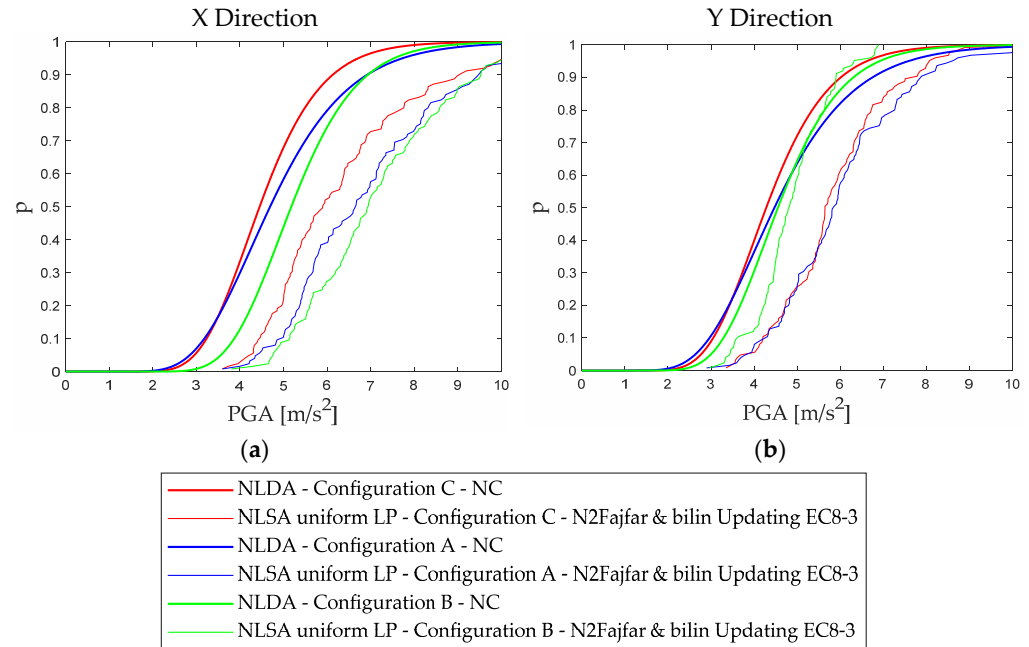 X Direction
Y Direction
p
1
0.9
0.8
0.7
0.6
0.5
0.4
0.3
0.2
0.1
0
0 1 2 3 4 5 6 7 8 9 10
PGA [m/s2]
(a)
p
1
0.9
0.8
0.7
0.6
0.5
0.4
0.3
0.2
0.1
0
0 1 2 3 4 5 6 7 8 9 10
PGA [m/s2]
(b)
NLDA - Configuration C - NC
NLSA uniform LP - Configuration C - N2Fajfar & bilin Updating EC8-3
NLDA - Configuration A - NC
NLSA uniform LP - Configuration A - N2Fajfar & bilin Updating EC8-3
NLDA - Configuration B - NC
NLSA uniform LP - Configuration B - N2Fajfar & bilin Updating EC8-3